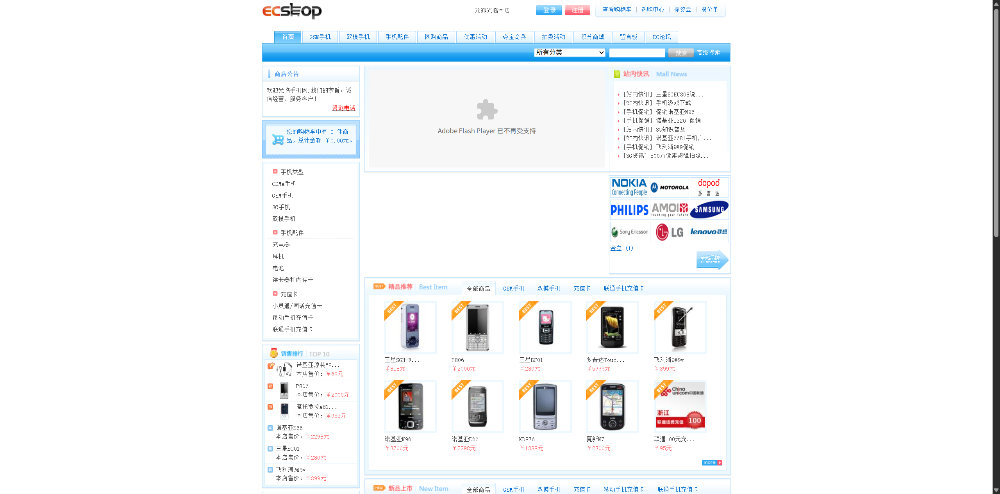 ecshop
欢迎光临本店
登录 注册
查看购物车 | 选购中心 | 标签云 | 报价单
首页 GSM手机 双模手机 手机配件 团购商品 优惠活动 夺宝奇兵 拍卖活动 积分商城 留言板 EC论坛
所有分类 搜索 高级搜索
商店公告
欢迎光临手机网,我们的宗旨：诚
信经营、服务客户！
咨询电话
您的购物车中有 0 件商
品，总计金额 ￥0.00元。
手机类型
CDMA手机
GSM手机
3G手机
双模手机
手机配件
充电器
耳机
电池
读卡器和内存卡
充值卡
小灵通/固话充值卡
移动手机充值卡
联通手机充值卡
销售排行 | TOP 10
诺基亚原装58...
本店售价：￥68元
2 P806
本店售价：￥2000元
3 摩托罗拉A81...
本店售价：￥983元
4 诺基亚E66
本店售价：￥2298元
5 三星BC01
本店售价：￥280元
6 飞利浦9@9v
本店售价：￥399元
Adobe Flash Player 已不再受支持
站内快讯 | Mall News
[站内快讯] 三星SGHU308说...
[站内快讯] 手机游戏下载
[手机促销] 促销诺基亚N96
[手机促销] 诺基亚5320 促销
[站内快讯] 3G知识普及
[站内快讯] 诺基亚6681手机广...
[手机促销] 飞利浦9@9促销
[3G资讯] 800万像素超强拍照...
NOKIA
Connecting People
MOTOROLA
dopod
多普达
PHILIPS
AMOI
touching your future
SAMSUNG
Sony Ericsson
LG
lenovo联想
金立 (1)
全部品牌
all brands
BEST 精品推荐 | Best Item
全部商品 GSM手机 双模手机 充值卡 联通手机充值卡
BEST BEST BEST BEST BEST
三星SGH-F... P806 三星BC01 多普达Touc... 飞利浦9@9v
￥858元 ￥2000元 ￥280元 ￥5999元 ￥399元
BEST BEST BEST BEST BEST
China
unicom中国联通
浙江
联通话费充值 100
诺基亚N96 诺基亚E66 KD876 夏新N7 联通100元充...
￥3700元 ￥2298元 ￥1388元 ￥2300元 ￥95元
more
NEW 新品上市 | New Item
全部商品 GSM手机 双模手机 充值卡 移动手机充值卡 联通手机充值卡